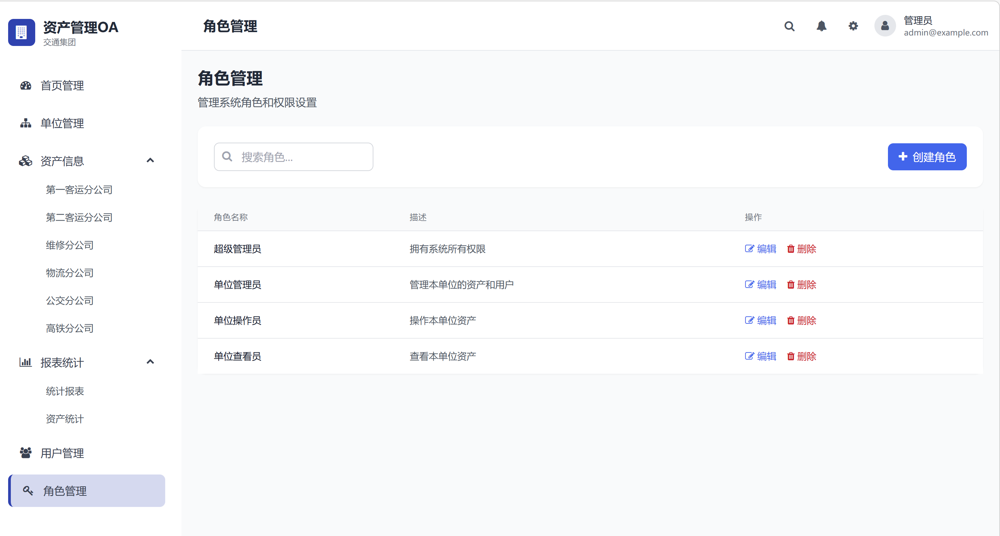 资产管理OA
交通集团
首页管理
单位管理
资产信息
第一客运分公司
第二客运分公司
维修分公司
物流分公司
公交分公司
高铁分公司
报表统计
统计报表
资产统计
用户管理
角色管理
角色管理
管理员
admin@example.com
角色管理
管理系统角色和权限设置
搜索角色...
创建角色
角色名称 描述 操作
超级管理员 拥有系统所有权限 编辑 删除
单位管理员 管理本单位的资产和用户 编辑 删除
单位操作员 操作本单位资产 编辑 删除
单位查看员 查看本单位资产 编辑 删除